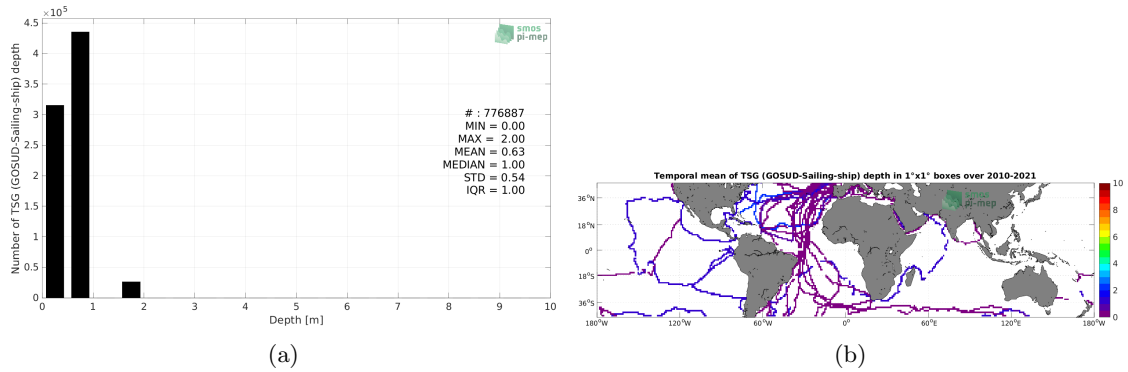 ×10⁵
4.5
4
3.5
3
2.5
2
1.5
1
0.5
0
Number of TSG (GOSUD-Sailing-ship) depth
smos
pi-mep
# : 776887
MIN = 0.00
MAX = 2.00
MEAN = 0.63
MEDIAN = 1.00
STD = 0.54
IQR = 1.00
0 1 2 3 4 5 6 7 8 9 10
Depth [m]
(a)
Temporal mean of TSG (GOSUD-Sailing-ship) depth in 1°x1° boxes over 2010-2021
smos
pi-mep
36°N
18°N
0°
18°S
36°S
180°W 120°W 60°W 0° 60°E 120°E 180°W
10
8
6
4
2
0
(b)